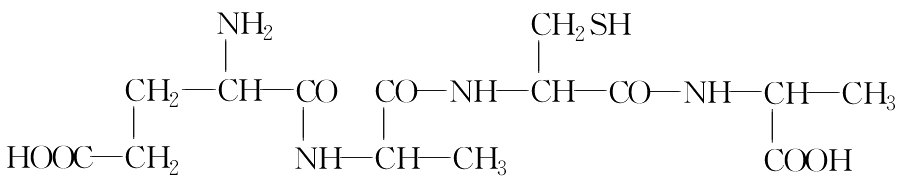 NH₂ CH₂SH
CH₂—CH—CO CO—NH—CH—CO—NH—CH—CH₃
HOOC—CH₂ NH—CH—CH₃ COOH